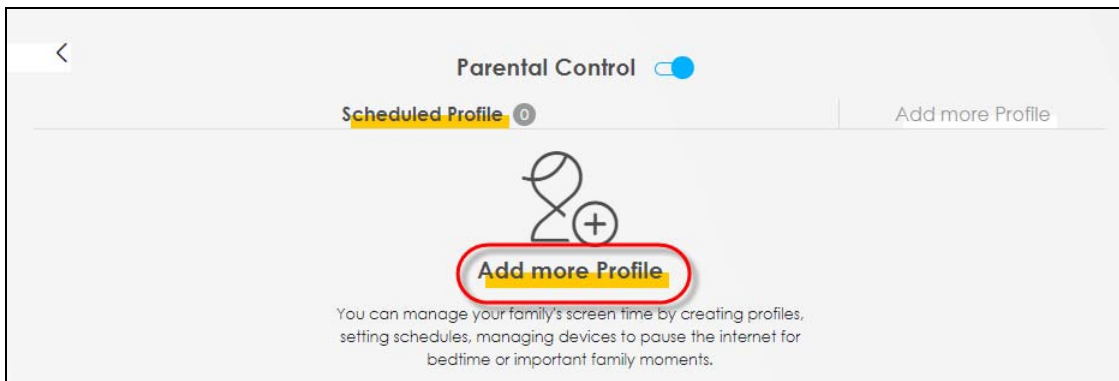 Parental Control
Scheduled Profile 0
Add more Profile
Add more Profile
You can manage your family's screen time by creating profiles,
setting schedules, managing devices to pause the internet for
bedtime or important family moments.